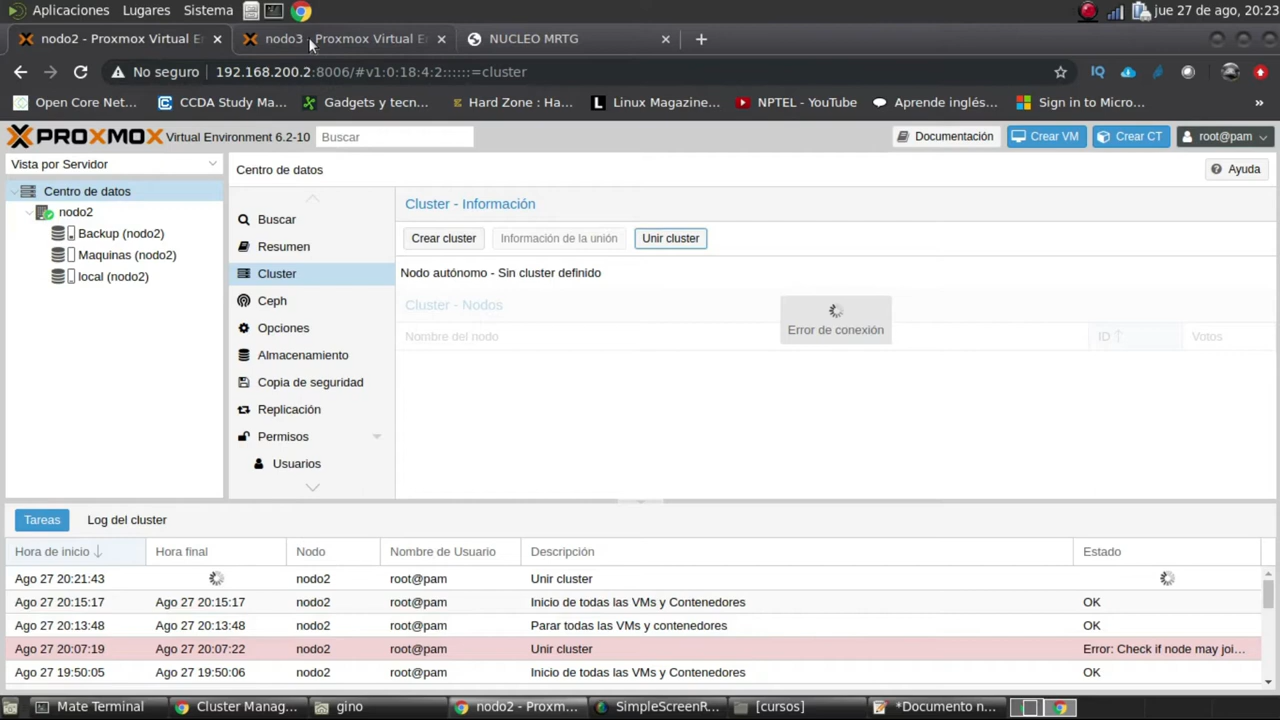 Aplicaciones Lugares Sistema jue 27 de ago, 20:23
nodo2 - Proxmox Virtual E nodo3 - Proxmox Virtual E NUCLEO MRTG
No seguro 192.168.200.2:8006/#v1:0:18:4:2::::::=cluster
Open Core Net... CCDA Study Ma... Gadgets y tecn... Hard Zone : Ha... Linux Magazine... NPTEL - YouTube Aprende inglés... Sign in to Micro... »
PROXMOX Virtual Environment 6.2-10 Buscar Documentación Crear VM Crear CT root@pam
Vista por Servidor Centro de datos Ayuda
Centro de datos
nodo2
Backup (nodo2)
Maquinas (nodo2)
local (nodo2)
Buscar
Resumen
Cluster
Ceph
Opciones
Almacenamiento
Copia de seguridad
Replicación
Permisos
Usuarios
Cluster - Información
Crear cluster Información de la unión Unir cluster
Nodo autónomo - Sin cluster definido
Cluster - Nodos
Error de conexión
Nombre del nodo ID Votos
Tareas Log del cluster
Hora de inicio Hora final Nodo Nombre de Usuario Descripción Estado
Ago 27 20:21:43 nodo2 root@pam Unir cluster
Ago 27 20:15:17 Ago 27 20:15:17 nodo2 root@pam Inicio de todas las VMs y Contenedores OK
Ago 27 20:13:48 Ago 27 20:13:48 nodo2 root@pam Parar todas las VMs y contenedores OK
Ago 27 20:07:19 Ago 27 20:07:22 nodo2 root@pam Unir cluster Error: Check if node may joi...
Ago 27 19:50:05 Ago 27 19:50:06 nodo2 root@pam Inicio de todas las VMs y Contenedores OK
Mate Terminal Cluster Manag... gino nodo2 - Proxm... SimpleScreenR... [cursos] *Documento n...